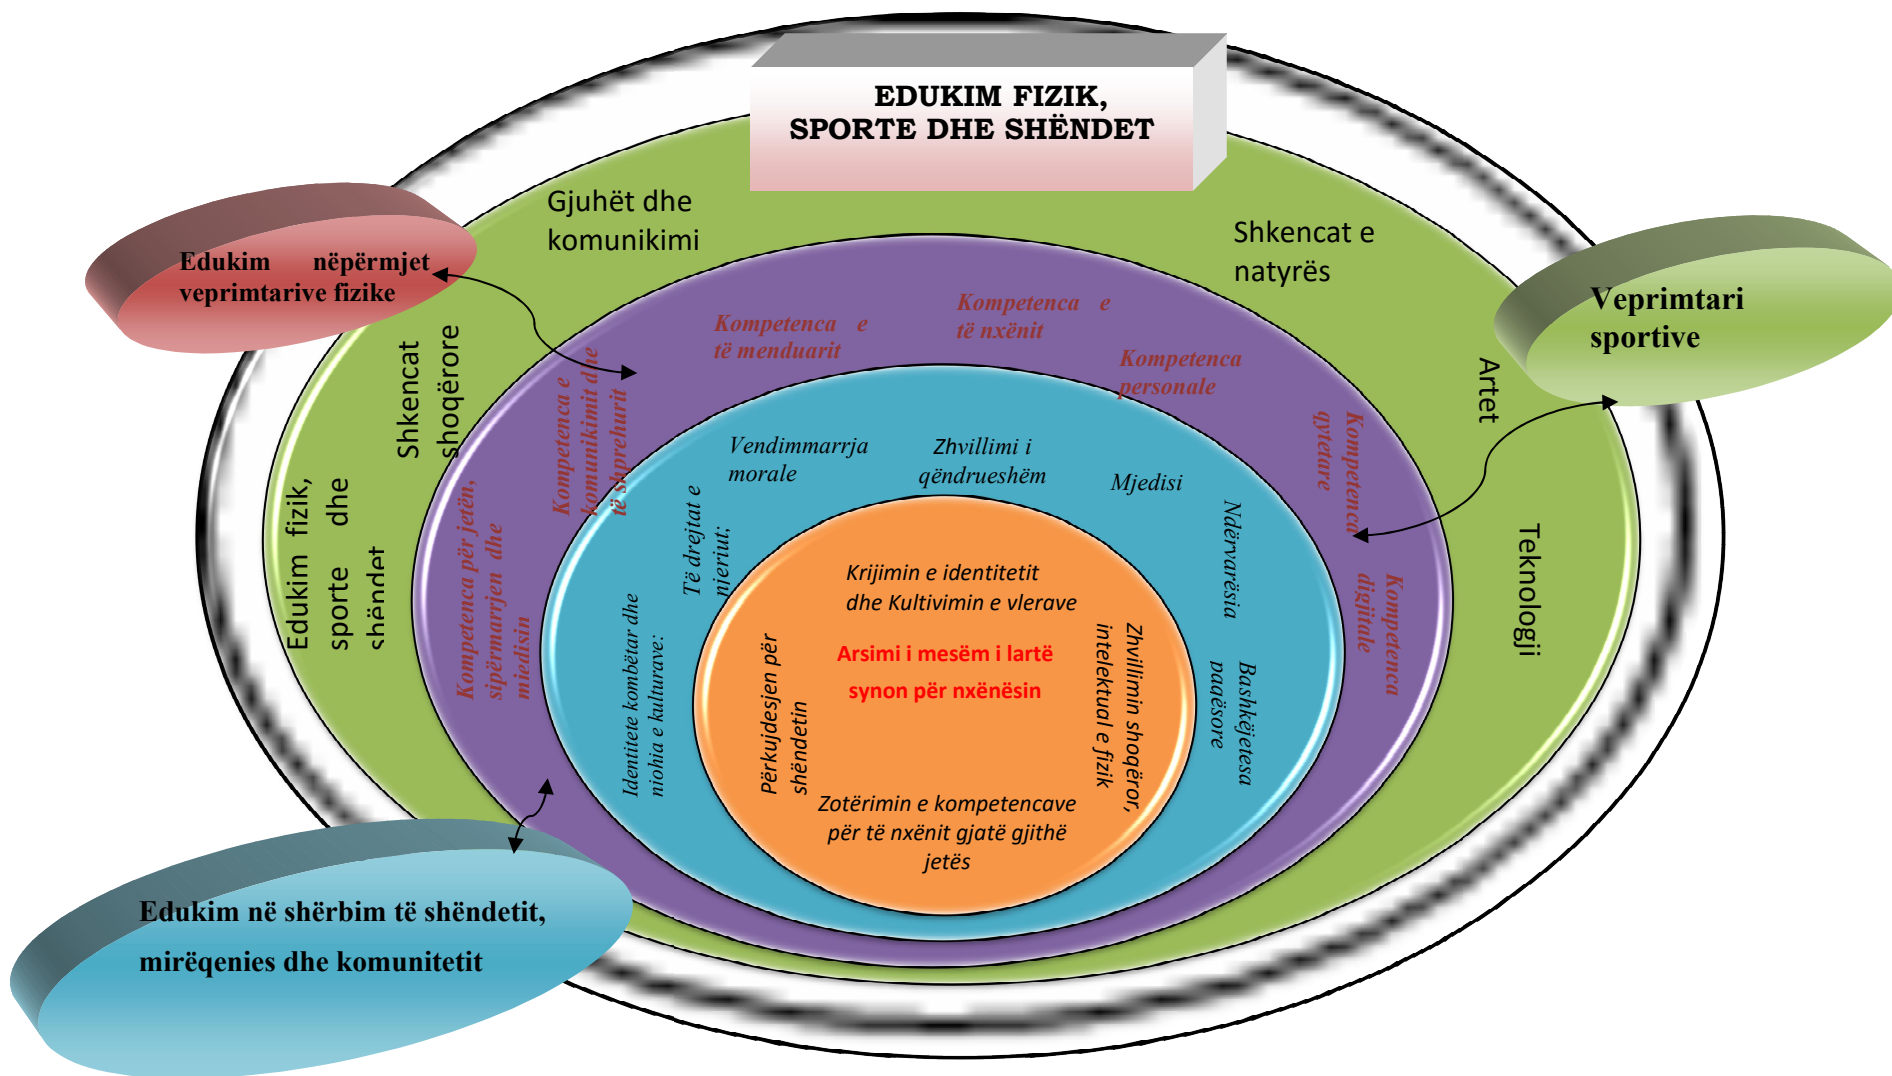 EDUKIM FIZIK,
SPORTE DHE SHËNDET
Gjuhët dhe
komunikimi
Shkencat e
natyrës
Edukim nëpërmjet
veprimtarive fizike
Veprimtari
sportive
Kompetenca e
të menduarit
Kompetenca e
të nxënit
Kompetenca
personale
Shkencat
shoqërore
Artet
Kompetenca e
komunikimit dhe
të shprehurit
Kompetenca
qytetare
Vendimmarrja
morale
Zhvillimi i
qëndrueshëm
Mjedisi
Edukim fizik,
sporte dhe
shëndet
Kompetenca për jetën,
sipërmarrjen dhe
mjedisin
Të drejtat e
njeriut;
Ndërvarësia
Teknologji
Kompetenca
digjitale
Krijimin e identitetit
dhe Kultivimin e vlerave
Identitete kombëtar dhe
njohja e kulturave:
Përkujdesjen për
shëndetin
Arsimi i mesëm i lartë
synon për nxënësin
Zhvillimin shoqëror,
intelektual e fizik
Bashkëjetesa
paqësore
Zotërimin e kompetencave
për të nxënit gjatë gjithë
jetës
Edukim në shërbim të shëndetit,
mirëqenies dhe komunitetit